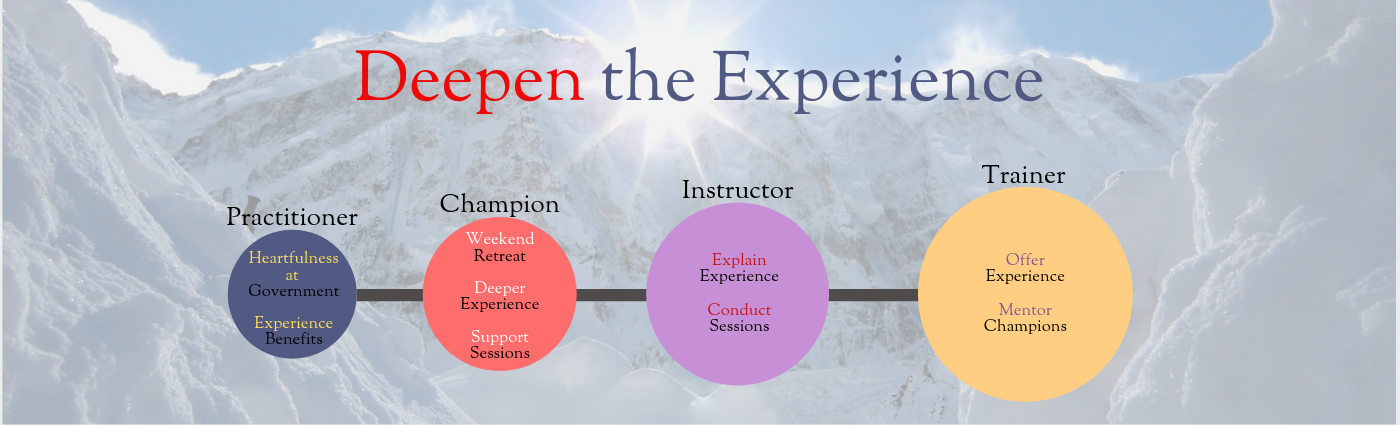 Deepen the Experience
Practitioner
Heartfulness
at
Government
Experience
Benefits
Champion
Weekend
Retreat
Deeper
Experience
Support
Sessions
Instructor
Explain
Experience
Conduct
Sessions
Trainer
Offer
Experience
Mentor
Champions